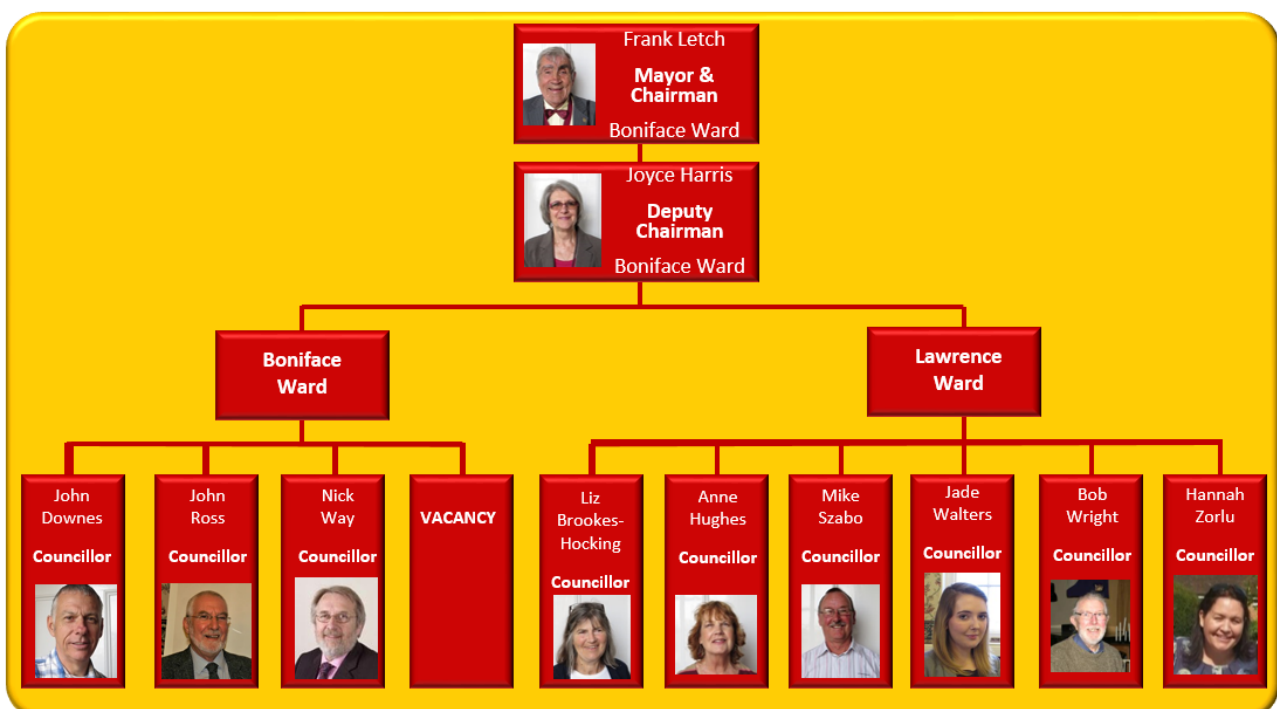 Frank Letch
Mayor &
Chairman
Boniface Ward
Joyce Harris
Deputy
Chairman
Boniface Ward
Boniface
Ward
Lawrence
Ward
John
Downes
Councillor
John
Ross
Councillor
Nick
Way
Councillor
VACANCY
Liz
Brookes-
Hocking
Councillor
Anne
Hughes
Councillor
Mike
Szabo
Councillor
Jade
Walters
Councillor
Bob
Wright
Councillor
Hannah
Zorlu
Councillor